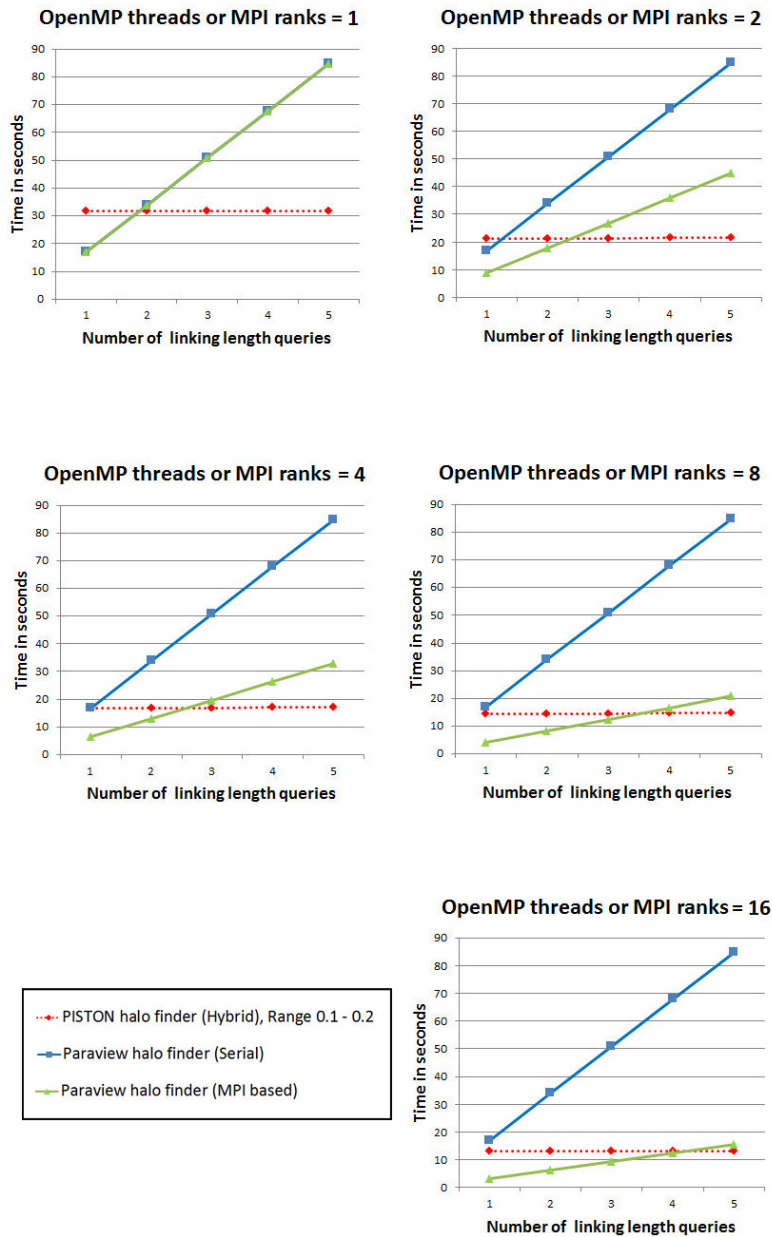 OpenMP threads or MPI ranks = 1
90
80
70
60
50
40
30
20
10
0
Time in seconds
1 2 3 4 5
Number of linking length queries
OpenMP threads or MPI ranks = 2
90
80
70
60
50
40
30
20
10
0
Time in seconds
1 2 3 4 5
Number of linking length queries
OpenMP threads or MPI ranks = 4
90
80
70
60
50
40
30
20
10
0
Time in seconds
1 2 3 4 5
Number of linking length queries
OpenMP threads or MPI ranks = 8
90
80
70
60
50
40
30
20
10
0
Time in seconds
1 2 3 4 5
Number of linking length queries
PISTON halo finder (Hybrid), Range 0.1 - 0.2
Paraview halo finder (Serial)
Paraview halo finder (MPI based)
OpenMP threads or MPI ranks = 16
90
80
70
60
50
40
30
20
10
0
Time in seconds
1 2 3 4 5
Number of linking length queries